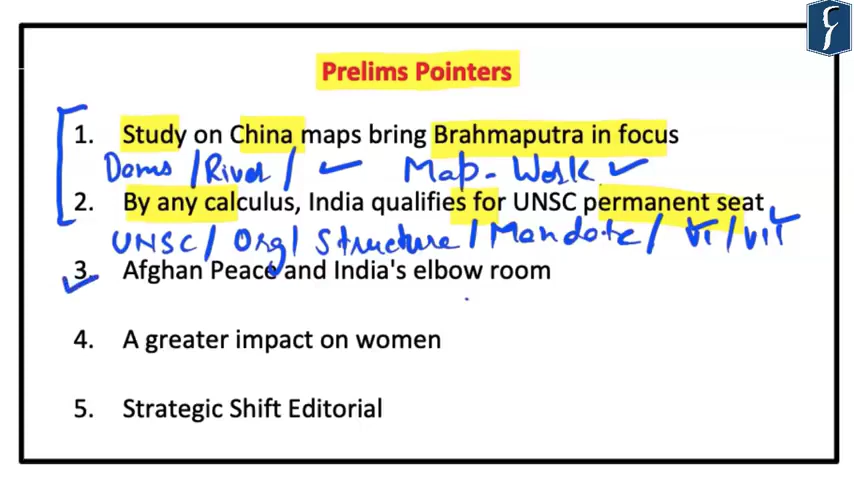 Prelims Pointers
1. Study on China maps bring Brahmaputra in focus
Dams / River / ✓ Map - Work ✓
2. By any calculus, India qualifies for UNSC permanent seat
UNSC / Org / Structure / Mandate / VI / VII
3. Afghan Peace and India's elbow room
4. A greater impact on women
5. Strategic Shift Editorial